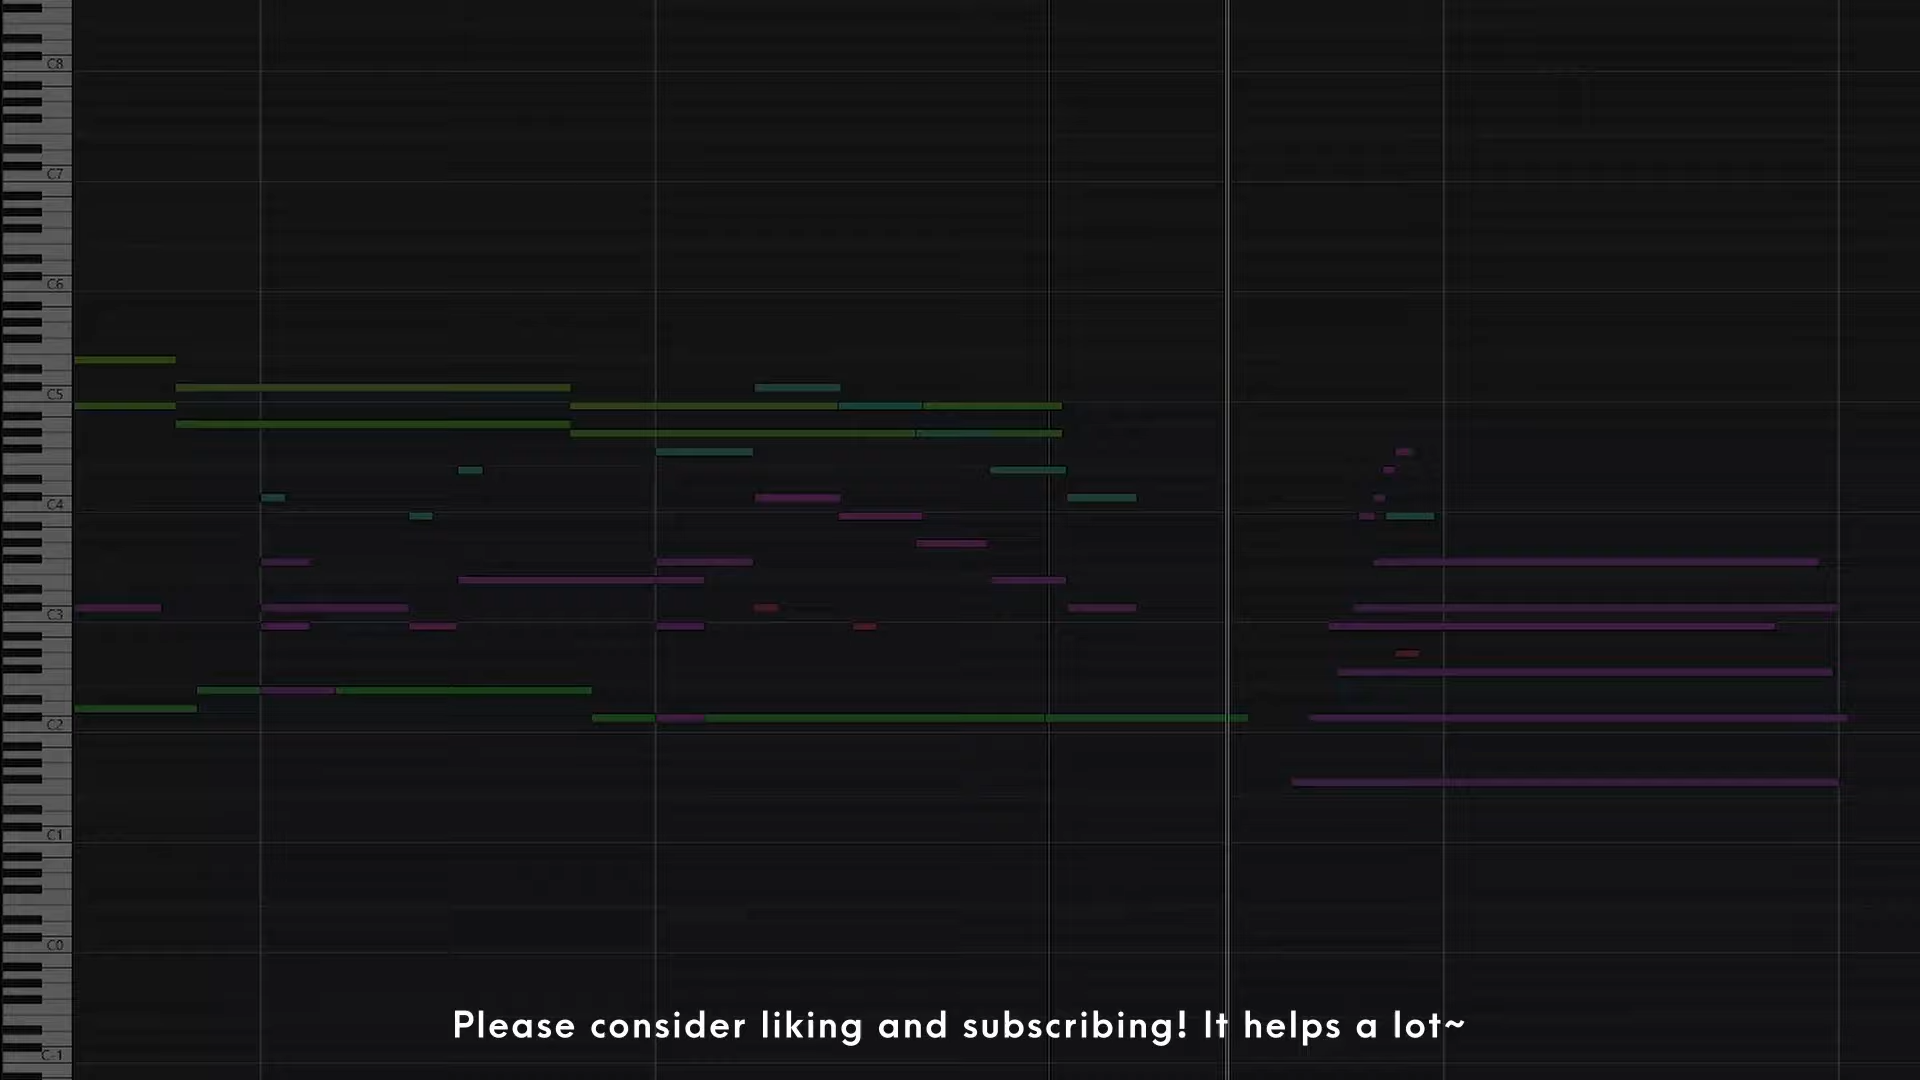 C8
C7
C6
C5
C4
C3
C2
C1
C0
C-1
Please consider liking and subscribing! It helps a lot~